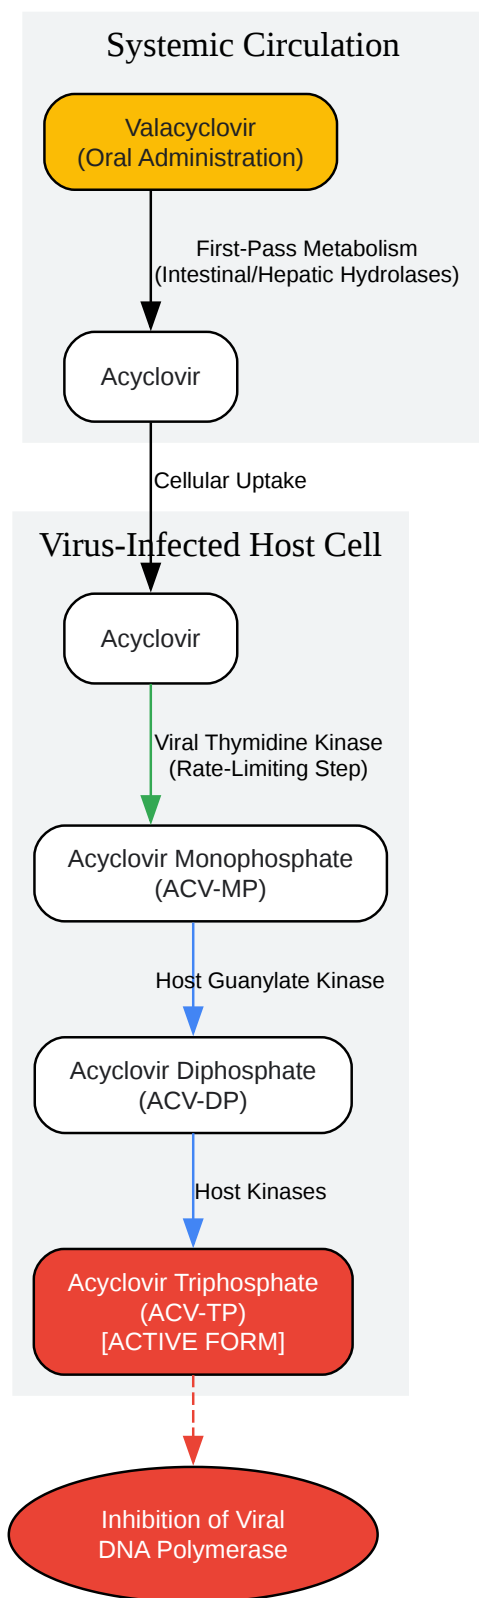 Systemic Circulation
Valacyclovir
(Oral Administration)
First-Pass Metabolism
(Intestinal/Hepatic Hydrolases)
Acyclovir
Cellular Uptake
Virus-Infected Host Cell
Acyclovir
Viral Thymidine Kinase
(Rate-Limiting Step)
Acyclovir Monophosphate
(ACV-MP)
Host Guanylate Kinase
Acyclovir Diphosphate
(ACV-DP)
Host Kinases
Acyclovir Triphosphate
(ACV-TP)
[ACTIVE FORM]
Inhibition of Viral
DNA Polymerase